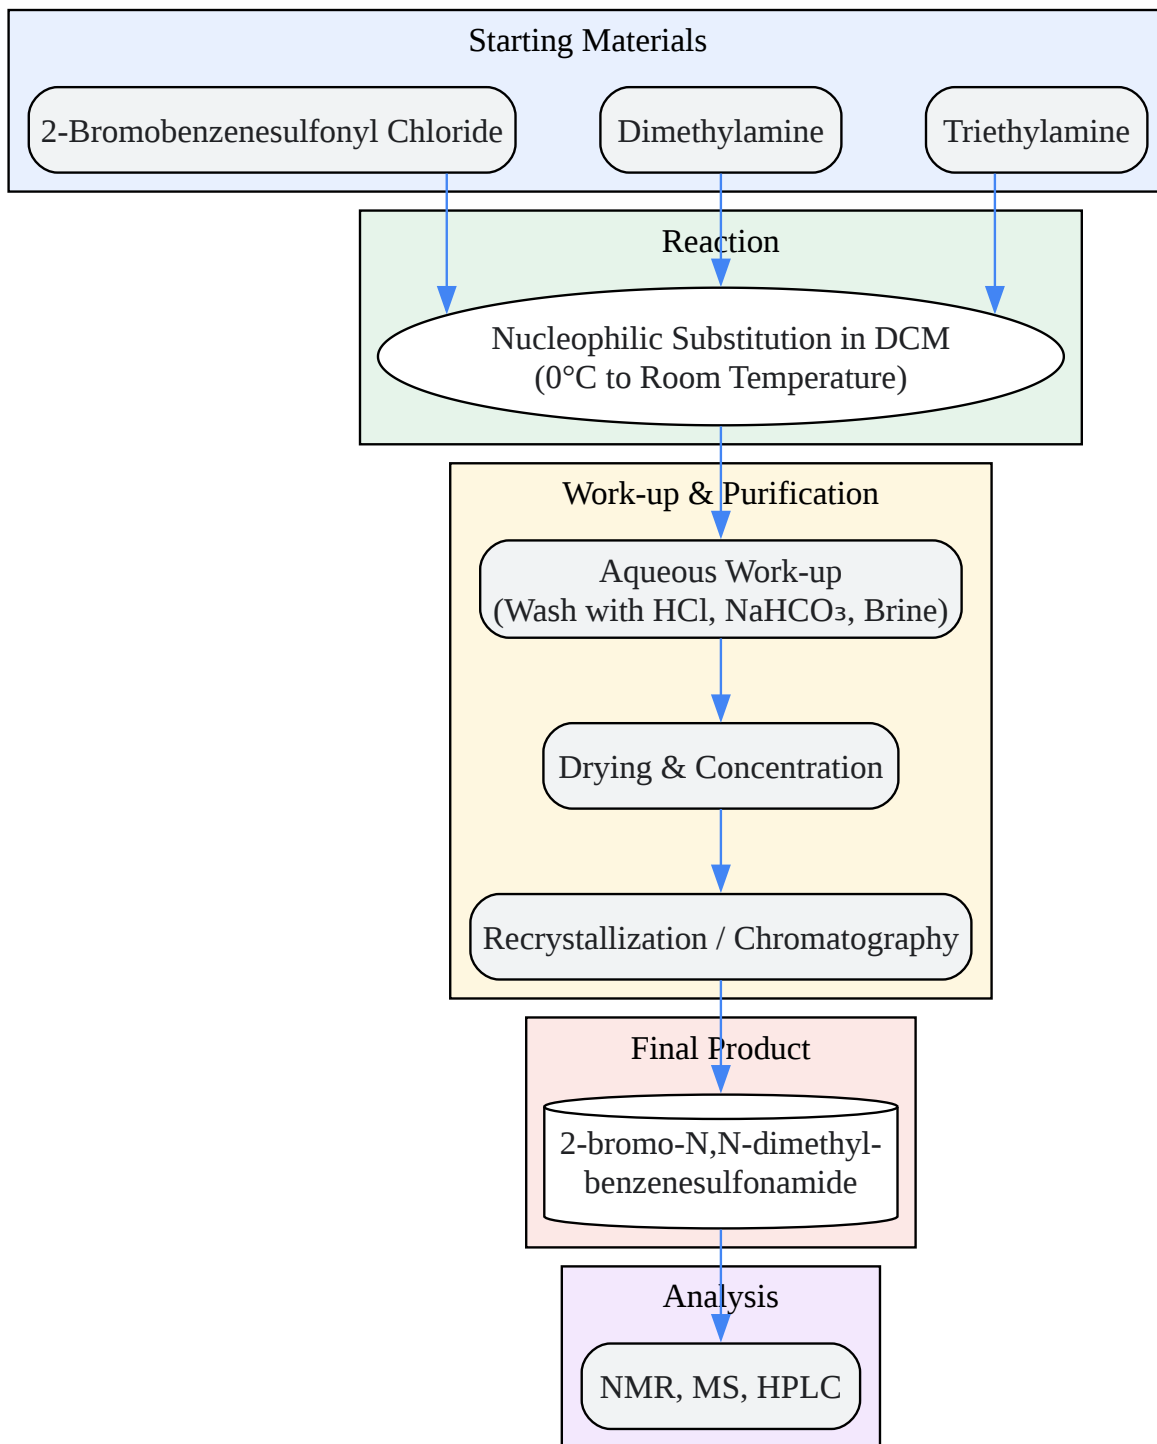 Starting Materials
2-Bromobenzenesulfonyl Chloride
Dimethylamine
Triethylamine
Reaction
Nucleophilic Substitution in DCM
(0°C to Room Temperature)
Work-up & Purification
Aqueous Work-up
(Wash with HCl, NaHCO₃, Brine)
Drying & Concentration
Recrystallization / Chromatography
Final Product
2-bromo-N,N-dimethyl-
benzenesulfonamide
Analysis
NMR, MS, HPLC